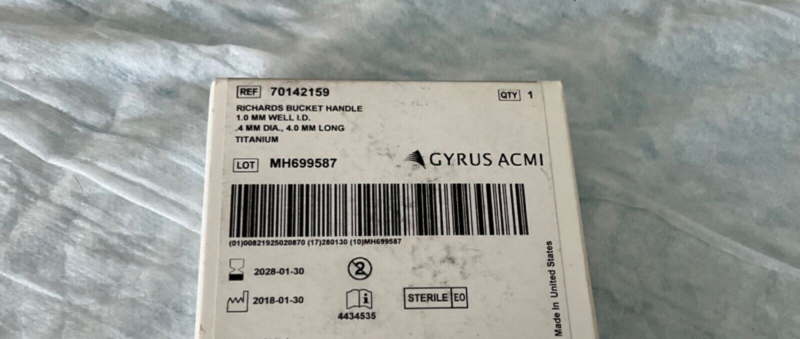 REF 70142159
QTY 1
RICHARDS BUCKET HANDLE
1.0 MM WELL I.D.
.4 MM DIA., 4.0 MM LONG
TITANIUM
LOT MH699587
GYRUS ACMI
(01)00821925020870 (17)280130 (10)MH699587
2028-01-30
2
2018-01-30
i
STERILE EO
4434535
Made In United States